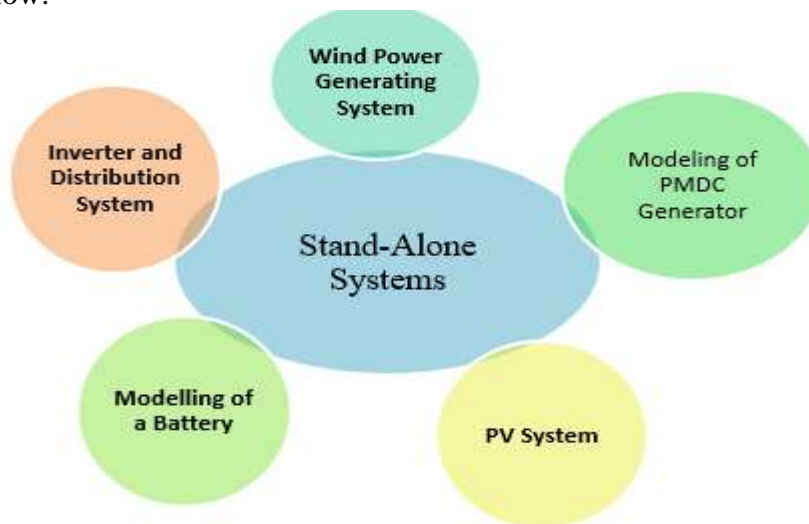 Wind Power
Generating
System
Inverter and
Distribution
System
Modeling of
PMDC
Generator
Stand-Alone
Systems
Modelling of
a Battery
PV System